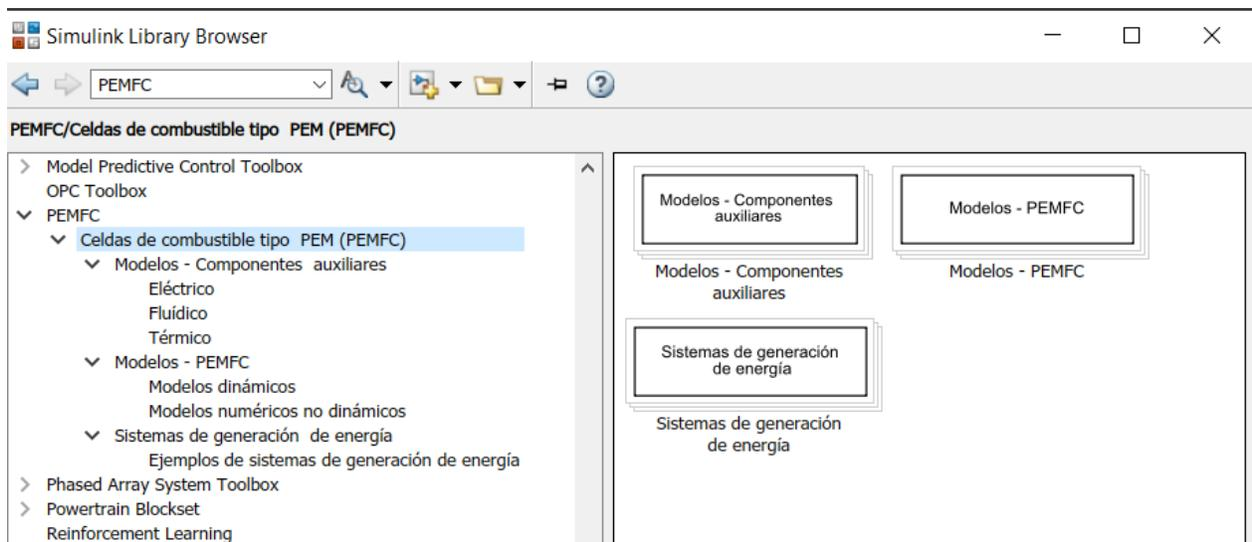 Simulink Library Browser
PEMFC
PEMFC/Celdas de combustible tipo PEM (PEMFC)
Model Predictive Control Toolbox
OPC Toolbox
PEMFC
Celdas de combustible tipo PEM (PEMFC)
Modelos - Componentes auxiliares
Eléctrico
Fluídico
Térmico
Modelos - PEMFC
Modelos dinámicos
Modelos numéricos no dinámicos
Sistemas de generación de energía
Ejemplos de sistemas de generación de energía
Phased Array System Toolbox
Powertrain Blockset
Reinforcement Learning
Modelos - Componentes
auxiliares
Modelos - Componentes
auxiliares
Modelos - PEMFC
Modelos - PEMFC
Sistemas de generación
de energía
Sistemas de generación
de energía